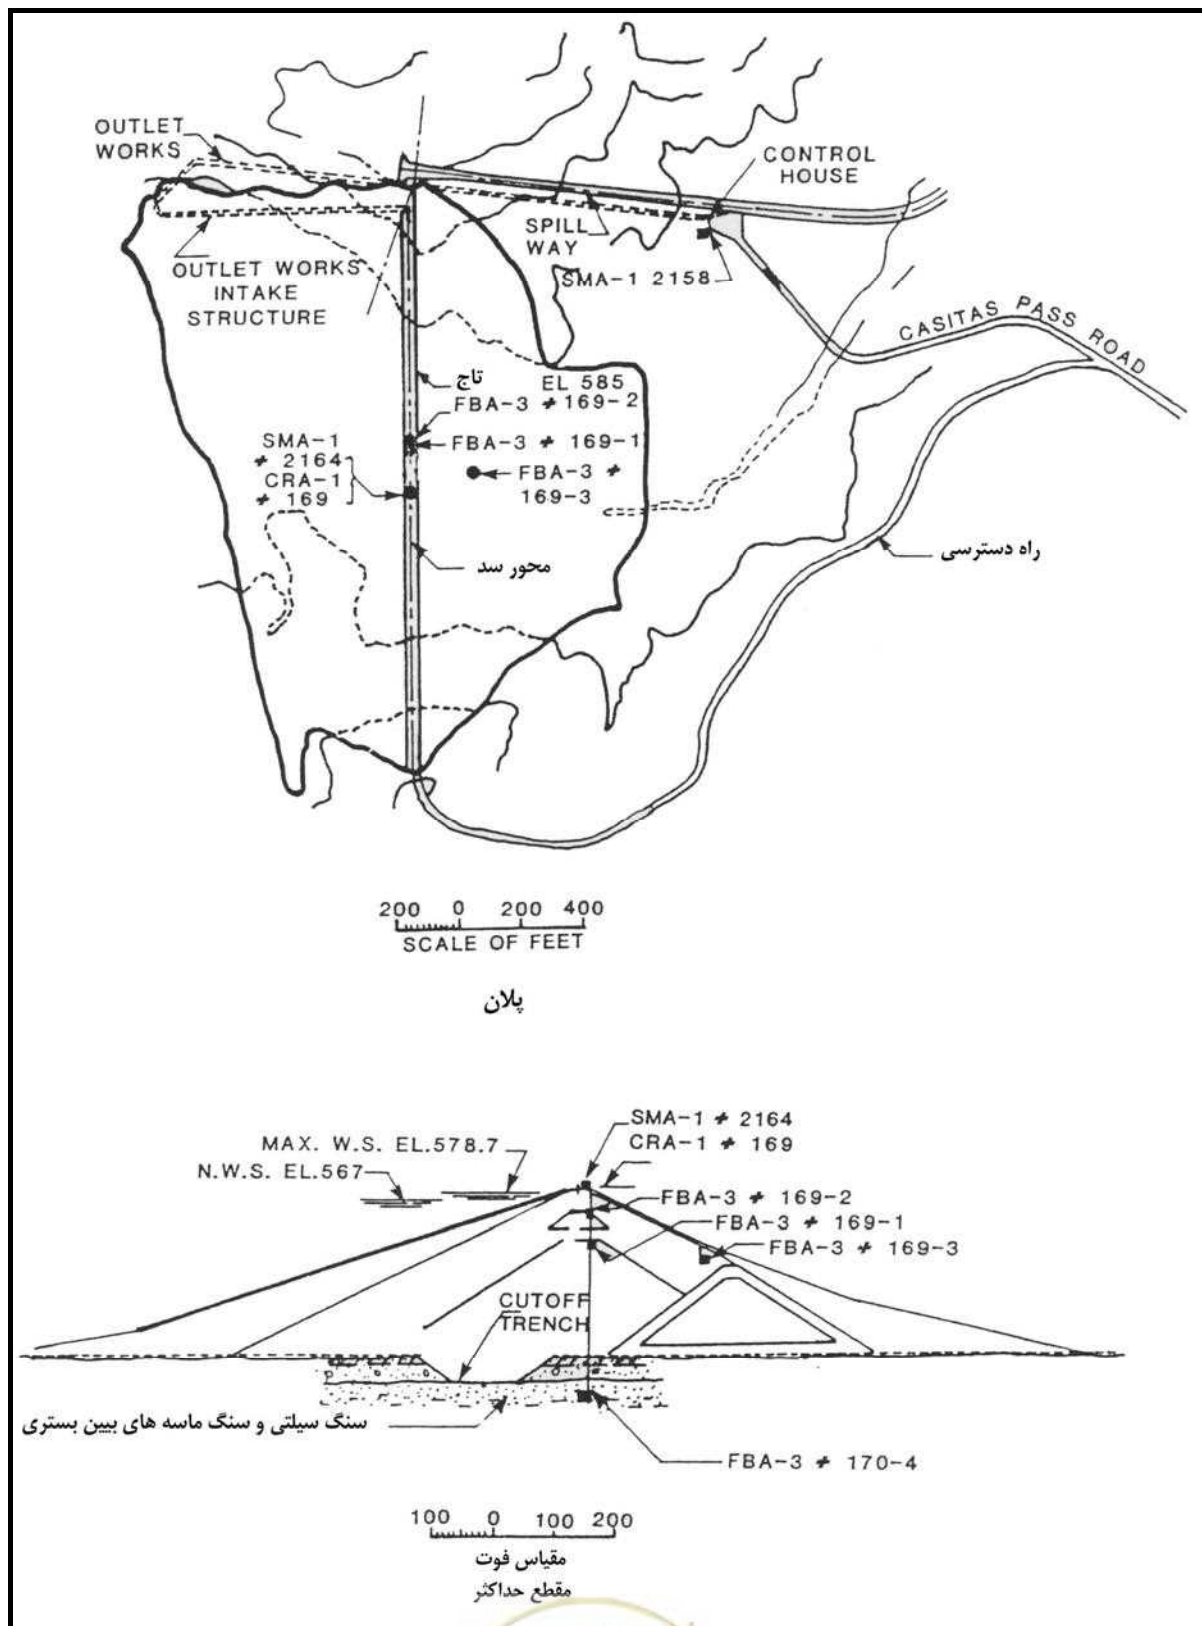 OUTLET
WORKS
CONTROL
HOUSE
SPILL
WAY
SMA-1 2158
OUTLET WORKS
INTAKE
STRUCTURE
CASITAS PASS ROAD
تاج
EL 585
FBA-3 # 169-2
FBA-3 # 169-1
SMA-1
# 2164
CRA-1
# 169
FBA-3 #
169-3
راه دسترسی
محور سد
200 0 200 400
SCALE OF FEET
پلان
SMA-1 # 2164
CRA-1 # 169
MAX. W.S. EL.578.7
N.W.S. EL.567
FBA-3 # 169-2
FBA-3 # 169-1
FBA-3 # 169-3
CUTOFF
TRENCH
سنگ سیلتی و سنگ ماسه های بیین بستری
FBA-3 # 170-4
100 0 100 200
مقیاس فوت
مقطع حداکثر